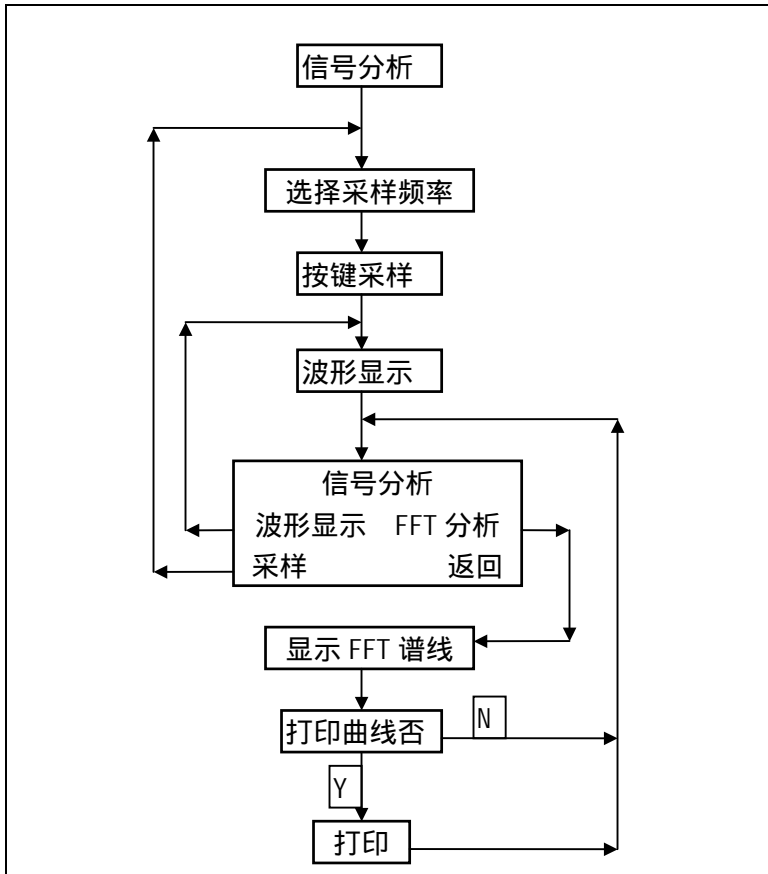 信号分析
选择采样频率
按键采样
波形显示
信号分析
波形显示 FFT 分析
采样 返回
显示 FFT 谱线
打印曲线否
N
Y
打印